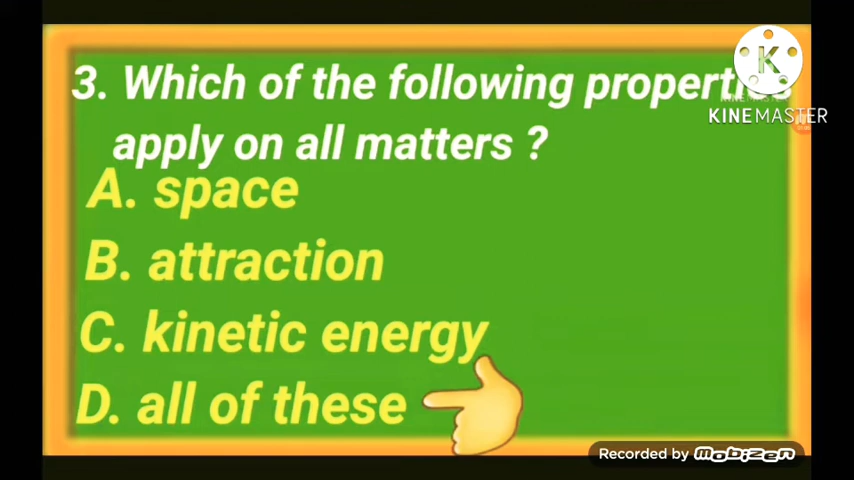 3. Which of the following properties
apply on all matters ?
A. space
B. attraction
C. kinetic energy
D. all of these
K
KINEMASTER
Recorded by Mobizen